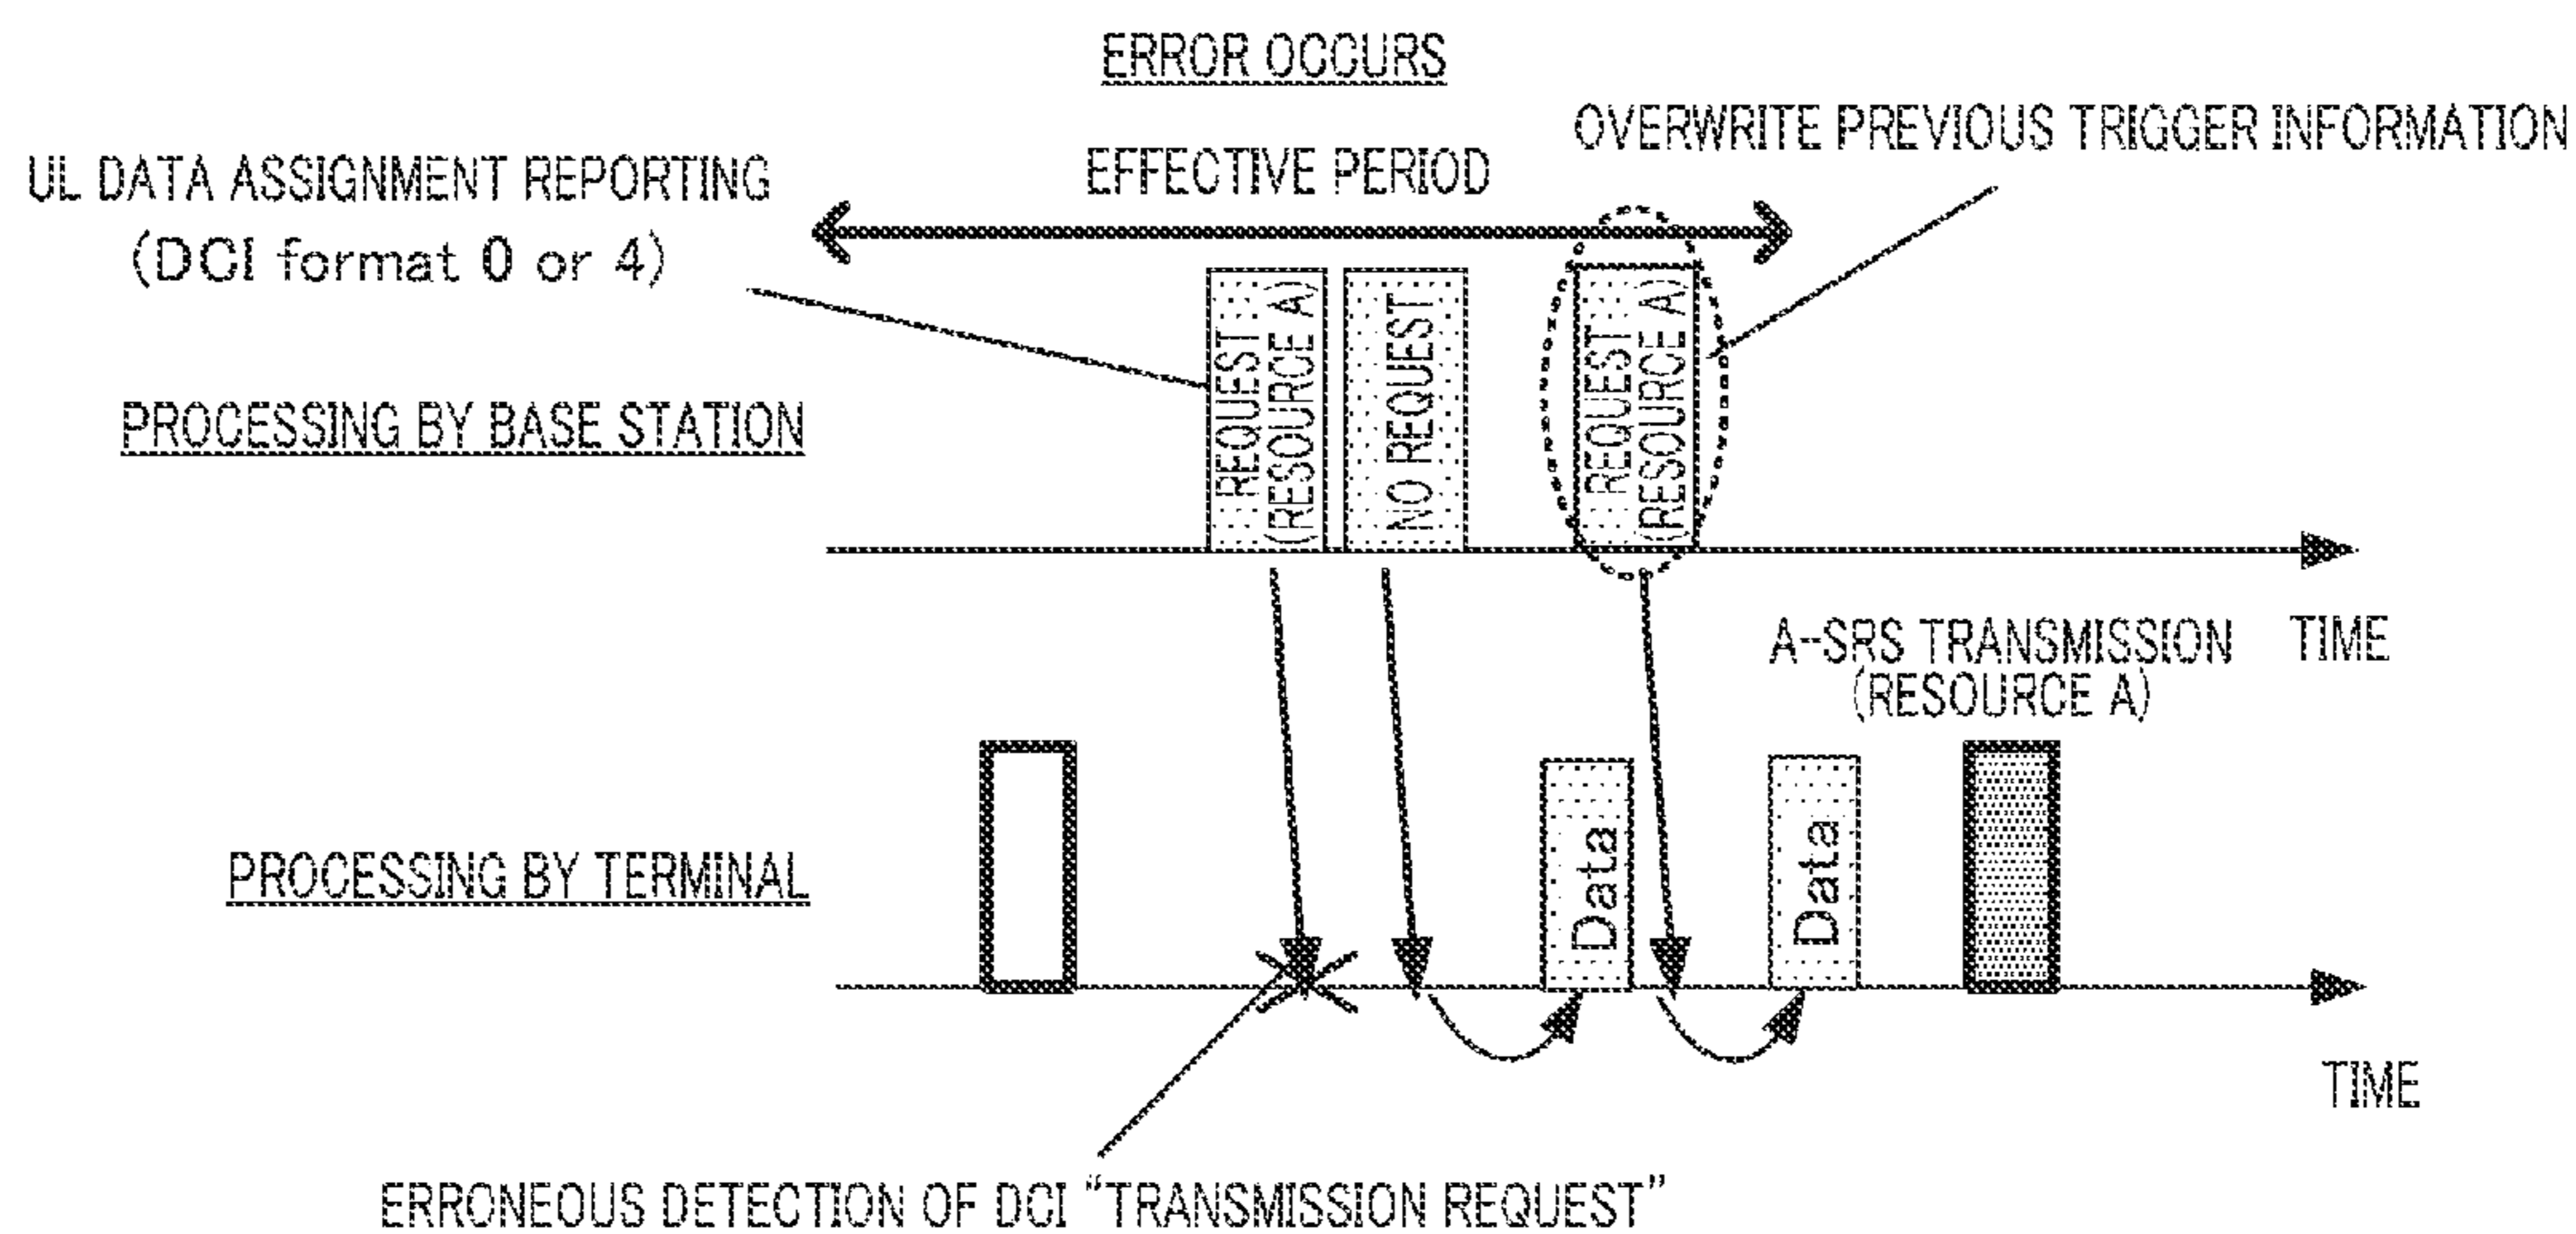 ERROR OCCURS
OVERWRITE PREVIOUS TRIGGER INFORMATION
EFFECTIVE PERIOD
UL DATA ASSIGNMENT REPORTING
(DCI format 0 or 4)
REQUEST
(RESOURCE A)
NO REQUEST
REQUEST
(RESOURCE A)
PROCESSING BY BASE STATION
TIME
A-SRS TRANSMISSION
(RESOURCE A)
Data
Data
PROCESSING BY TERMINAL
TIME
ERRONEOUS DETECTION OF DCI “TRANSMISSION REQUEST”